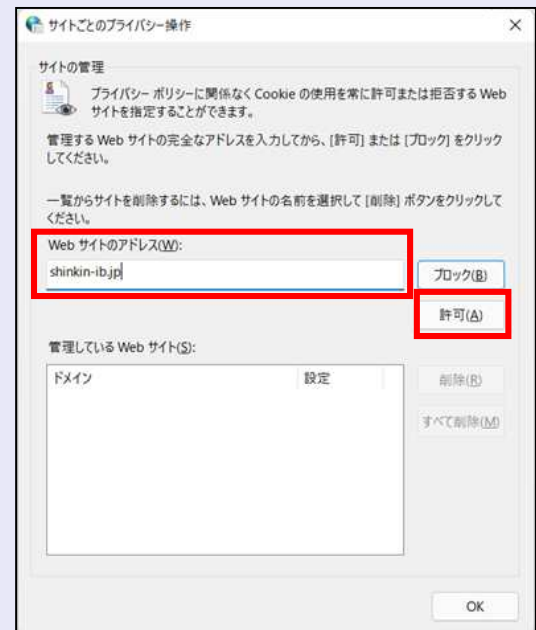 サイトごとのプライバシー操作
サイトの管理
プライバシー ポリシーに関係なく Cookie の使用を常に許可または拒否する Web
サイトを指定することができます。
管理する Web サイトの完全なアドレスを入力してから、[許可] または [ブロック] をクリック
してください。
一覧からサイトを削除するには、Web サイトの名前を選択して [削除] ボタンをクリックして
ください。
Web サイトのアドレス(W):
shinkin-ib.jp
ブロック(B)
許可(A)
管理している Web サイト(S):
ドメイン 設定
削除(R)
すべて削除(M)
OK